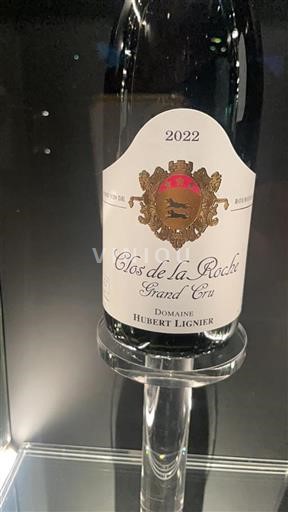 2022
Clos de la Roche
Grand Cru
DOMAINE
HUBERT LIGNIER